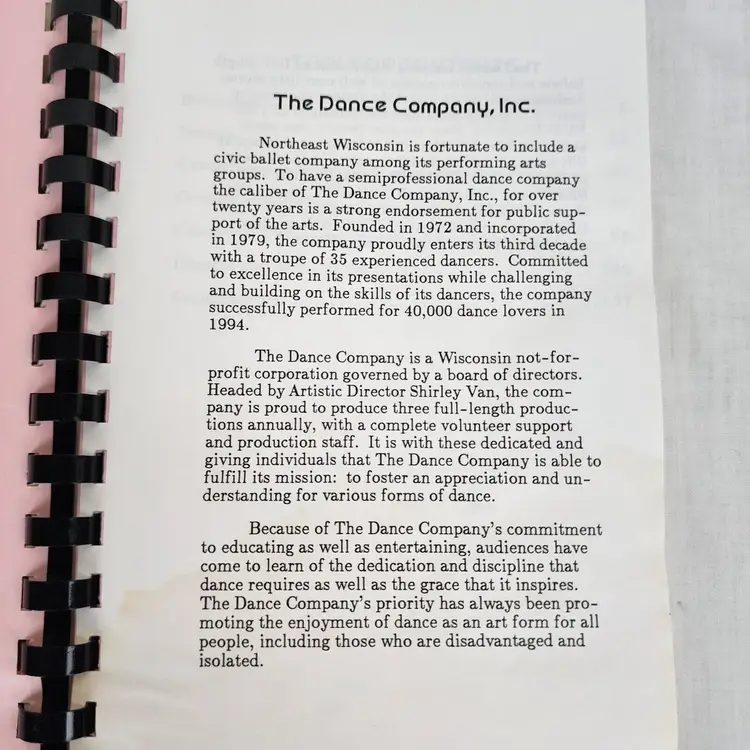 The Dance Company, Inc.
Northeast Wisconsin is fortunate to include a
civic ballet company among its performing arts
groups. To have a semiprofessional dance company
the caliber of The Dance Company, Inc., for over
twenty years is a strong endorsement for public sup-
port of the arts. Founded in 1972 and incorporated
in 1979, the company proudly enters its third decade
with a troupe of 35 experienced dancers. Committed
to excellence in its presentations while challenging
and building on the skills of its dancers, the company
successfully performed for 40,000 dance lovers in
1994.
The Dance Company is a Wisconsin not-for-
profit corporation governed by a board of directors.
Headed by Artistic Director Shirley Van, the com-
pany is proud to produce three full-length produc-
tions annually, with a complete volunteer support
and production staff. It is with these dedicated and
giving individuals that The Dance Company is able to
fulfill its mission: to foster an appreciation and un-
derstanding for various forms of dance.
Because of The Dance Company's commitment
to educating as well as entertaining, audiences have
come to learn of the dedication and discipline that
dance requires as well as the grace that it inspires.
The Dance Company's priority has always been pro-
moting the enjoyment of dance as an art form for all
people, including those who are disadvantaged and
isolated.